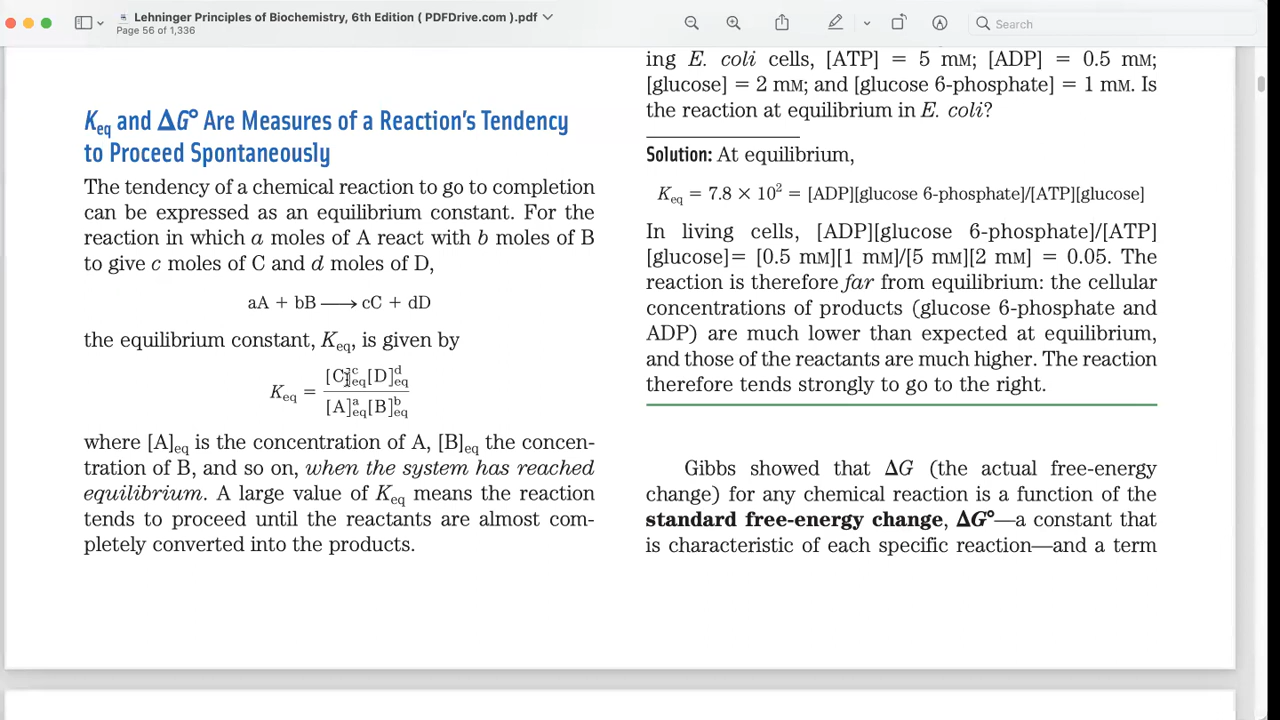 Lehninger Principles of Biochemistry, 6th Edition ( PDFDrive.com ).pdf
Page 56 of 1,336
Search
Keq and ΔG° Are Measures of a Reaction's Tendency
to Proceed Spontaneously
The tendency of a chemical reaction to go to completion
can be expressed as an equilibrium constant. For the
reaction in which a moles of A react with b moles of B
to give c moles of C and d moles of D,
aA + bB ⟶ cC + dD
the equilibrium constant, Keq, is given by
Keq = [C]^c_eq[D]^d_eq / [A]^a_eq[B]^b_eq
where [A]eq is the concentration of A, [B]eq the concen-
tration of B, and so on, when the system has reached
equilibrium. A large value of Keq means the reaction
tends to proceed until the reactants are almost com-
pletely converted into the products.
ing E. coli cells, [ATP] = 5 mM; [ADP] = 0.5 mM;
[glucose] = 2 mM; and [glucose 6-phosphate] = 1 mM. Is
the reaction at equilibrium in E. coli?
Solution: At equilibrium,
Keq = 7.8 × 10² = [ADP][glucose 6-phosphate]/[ATP][glucose]
In living cells, [ADP][glucose 6-phosphate]/[ATP]
[glucose]= [0.5 mM][1 mM]/[5 mM][2 mM] = 0.05. The
reaction is therefore far from equilibrium: the cellular
concentrations of products (glucose 6-phosphate and
ADP) are much lower than expected at equilibrium,
and those of the reactants are much higher. The reaction
therefore tends strongly to go to the right.
Gibbs showed that ΔG (the actual free-energy
change) for any chemical reaction is a function of the
standard free-energy change, ΔG°—a constant that
is characteristic of each specific reaction—and a term